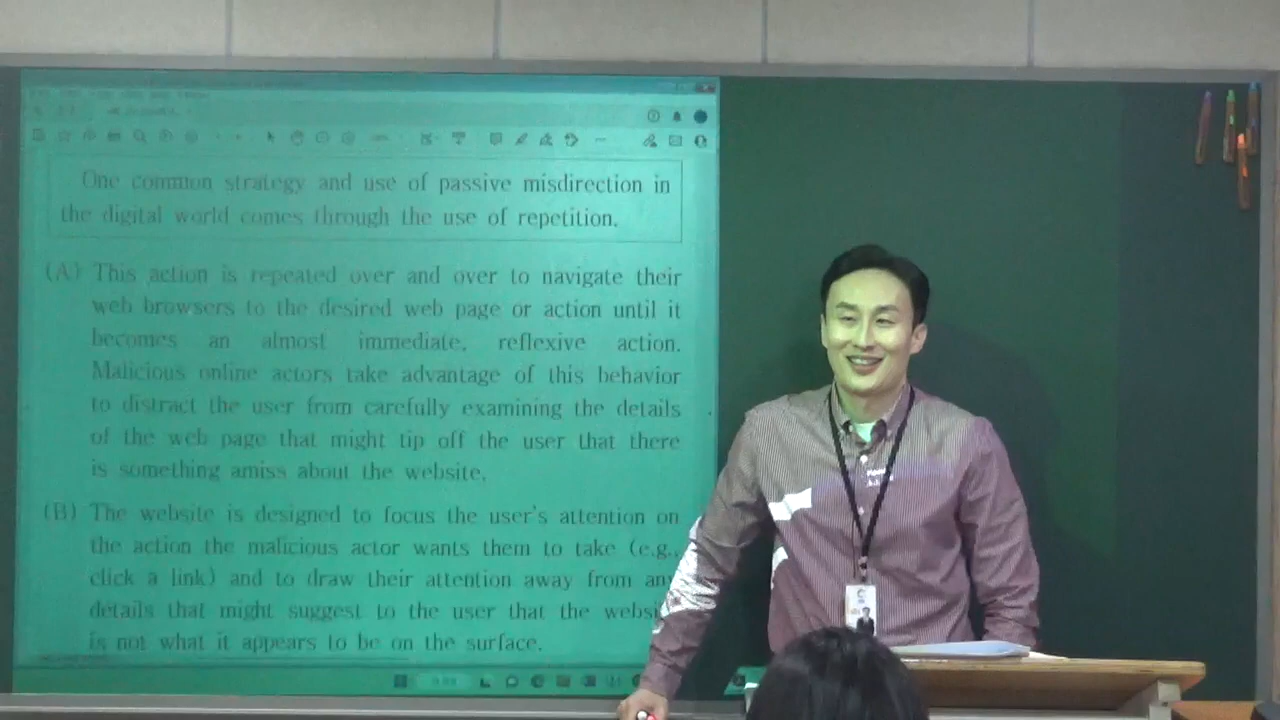 One common strategy and use of passive misdirection in
the digital world comes through the use of repetition.
(A) This action is repeated over and over to navigate their
web browsers to the desired web page or action until it
becomes an almost immediate, reflexive action.
Malicious online actors take advantage of this behavior
to distract the user from carefully examining the details
of the web page that might tip off the user that there
is something amiss about the website.
(B) The website is designed to focus the user's attention on
the action the malicious actor wants them to take (e.g.,
click a link) and to draw their attention away from any
details that might suggest to the user that the
is not what it appears to be on the surface.